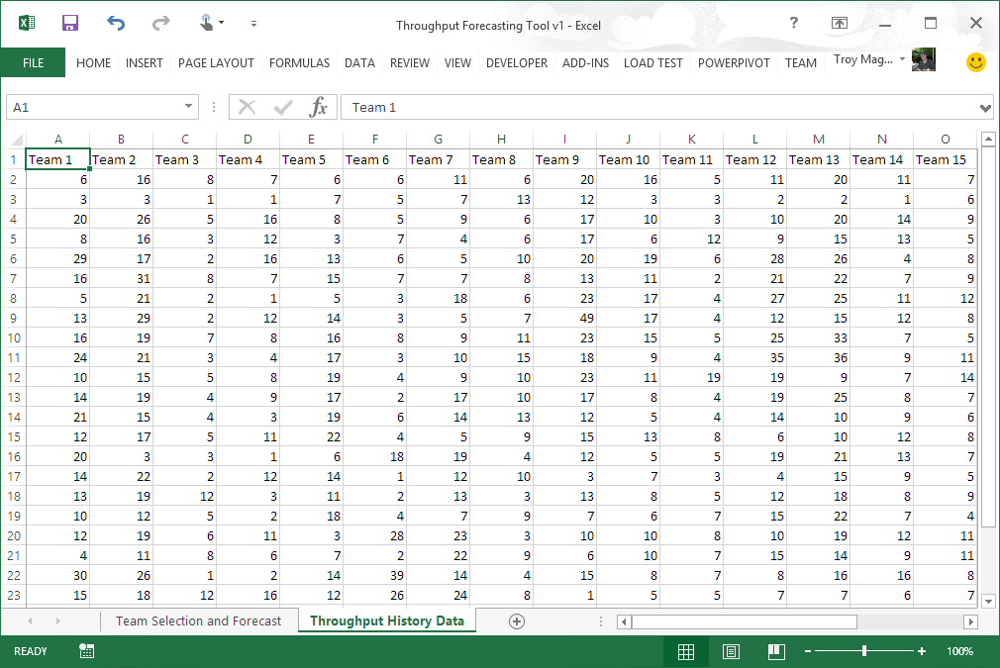 Throughput Forecasting Tool v1 - Excel
FILE HOME INSERT PAGE LAYOUT FORMULAS DATA REVIEW VIEW DEVELOPER ADD-INS LOAD TEST POWERPIVOT TEAM Troy Mag...
A1 fx Team 1
A B C D E F G H I J K L M N O
1 Team 1 Team 2 Team 3 Team 4 Team 5 Team 6 Team 7 Team 8 Team 9 Team 10 Team 11 Team 12 Team 13 Team 14 Team 15
2 6 16 8 7 6 6 11 6 20 16 5 11 20 11 7
3 3 3 1 1 7 5 7 13 12 3 3 2 2 1 6
4 20 26 5 16 8 5 9 6 17 10 3 10 20 14 9
5 8 16 3 12 3 7 4 6 17 6 12 9 15 13 5
6 29 17 2 16 13 6 5 10 20 19 6 28 26 4 8
7 16 31 8 7 15 7 7 8 13 11 2 21 22 7 9
8 5 21 2 1 5 3 18 6 23 17 4 27 25 11 12
9 13 29 2 12 14 3 5 7 49 17 4 12 15 12 8
10 16 19 7 8 16 8 9 11 23 15 5 25 33 7 5
11 24 21 3 4 17 3 10 15 18 9 4 35 36 9 11
12 10 15 5 8 19 4 9 10 23 11 19 19 9 7 14
13 14 19 4 9 17 2 17 10 17 8 4 19 25 8 7
14 21 15 4 3 19 6 14 13 12 5 4 14 10 9 6
15 12 17 5 11 22 4 5 9 15 13 8 6 10 12 8
16 20 3 3 1 6 18 19 4 12 5 5 19 21 13 7
17 14 22 2 12 14 1 12 10 3 7 3 4 15 9 5
18 13 19 12 3 11 2 13 3 13 8 5 12 18 8 9
19 10 12 5 2 18 4 7 9 7 6 7 15 22 7 4
20 12 19 6 11 3 28 23 3 10 10 8 10 19 12 11
21 4 11 8 6 7 2 22 9 6 10 7 15 14 9 11
22 30 26 1 2 14 39 14 4 15 8 7 8 16 16 8
23 15 18 12 16 12 26 24 8 1 5 5 7 7 6 7
Team Selection and Forecast Throughput History Data
READY 100%